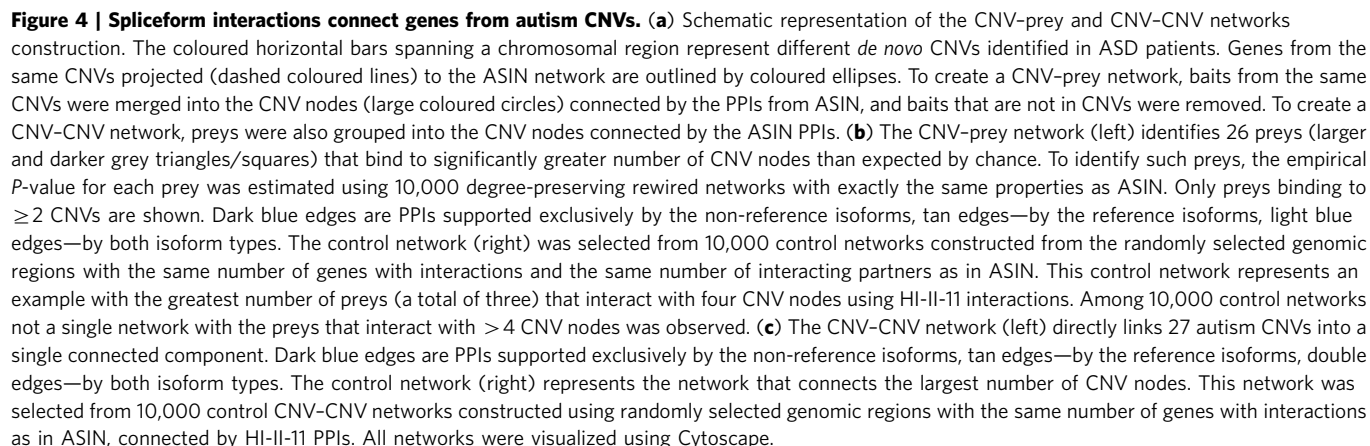 Figure 4 | Spliceform interactions connect genes from autism CNVs. (a) Schematic representation of the CNV–prey and CNV–CNV networks
construction. The coloured horizontal bars spanning a chromosomal region represent different de novo CNVs identified in ASD patients. Genes from the
same CNVs projected (dashed coloured lines) to the ASIN network are outlined by coloured ellipses. To create a CNV–prey network, baits from the same
CNVs were merged into the CNV nodes (large coloured circles) connected by the PPIs from ASIN, and baits that are not in CNVs were removed. To create a
CNV–CNV network, preys were also grouped into the CNV nodes connected by the ASIN PPIs. (b) The CNV–prey network (left) identifies 26 preys (larger
and darker grey triangles/squares) that bind to significantly greater number of CNV nodes than expected by chance. To identify such preys, the empirical
P-value for each prey was estimated using 10,000 degree-preserving rewired networks with exactly the same properties as ASIN. Only preys binding to
≥2 CNVs are shown. Dark blue edges are PPIs supported exclusively by the non-reference isoforms, tan edges—by the reference isoforms, light blue
edges—by both isoform types. The control network (right) was selected from 10,000 control networks constructed from the randomly selected genomic
regions with the same number of genes with interactions and the same number of interacting partners as in ASIN. This control network represents an
example with the greatest number of preys (a total of three) that interact with four CNV nodes using HI-II-11 interactions. Among 10,000 control networks
not a single network with the preys that interact with >4 CNV nodes was observed. (c) The CNV–CNV network (left) directly links 27 autism CNVs into a
single connected component. Dark blue edges are PPIs supported exclusively by the non-reference isoforms, tan edges—by the reference isoforms, double
edges—by both isoform types. The control network (right) represents the network that connects the largest number of CNV nodes. This network was
selected from 10,000 control CNV–CNV networks constructed using randomly selected genomic regions with the same number of genes with interactions
as in ASIN, connected by HI-II-11 PPIs. All networks were visualized using Cytoscape.